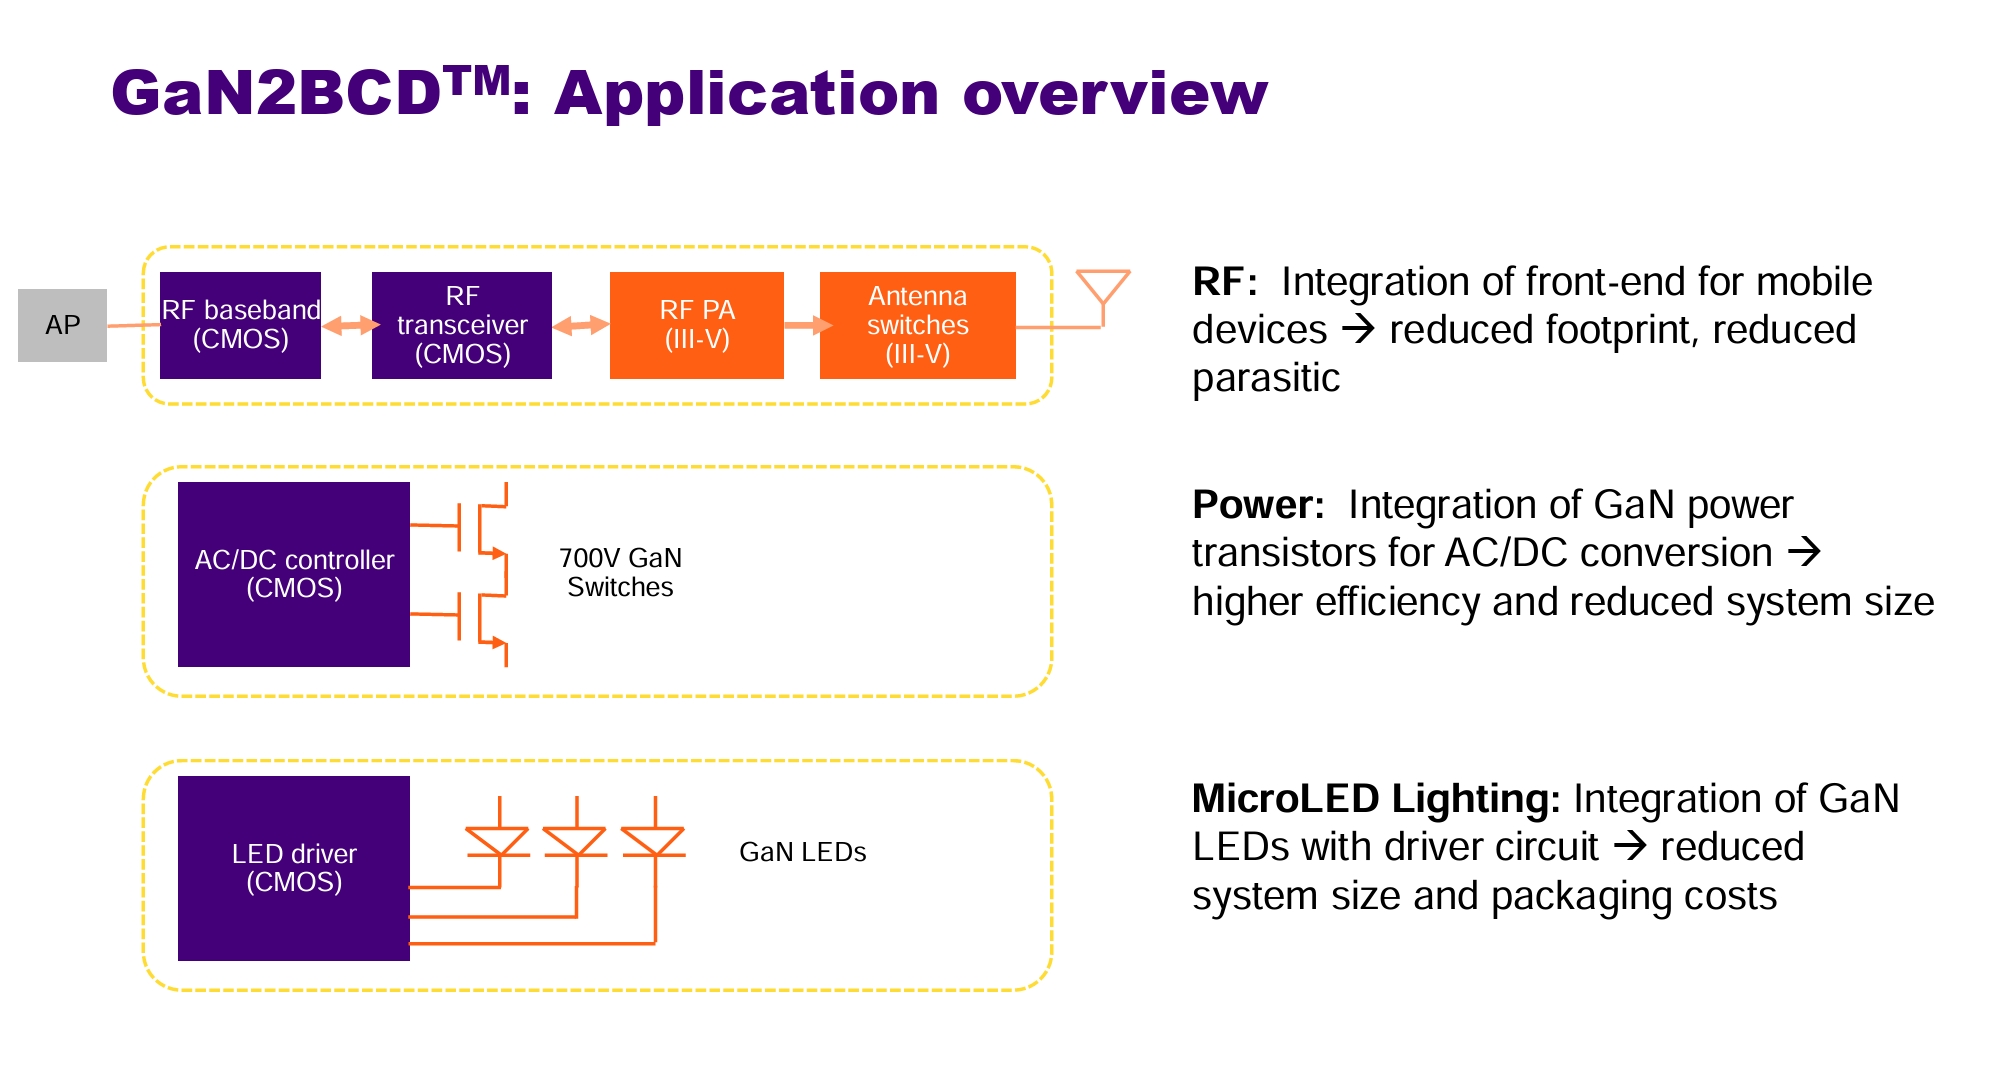 GaN2BCD™: Application overview
AP
RF baseband
(CMOS)
RF
transceiver
(CMOS)
RF PA
(III-V)
Antenna
switches
(III-V)
RF: Integration of front-end for mobile
devices → reduced footprint, reduced
parasitic
AC/DC controller
(CMOS)
700V GaN
Switches
Power: Integration of GaN power
transistors for AC/DC conversion →
higher efficiency and reduced system size
LED driver
(CMOS)
GaN LEDs
MicroLED Lighting: Integration of GaN
LEDs with driver circuit → reduced
system size and packaging costs